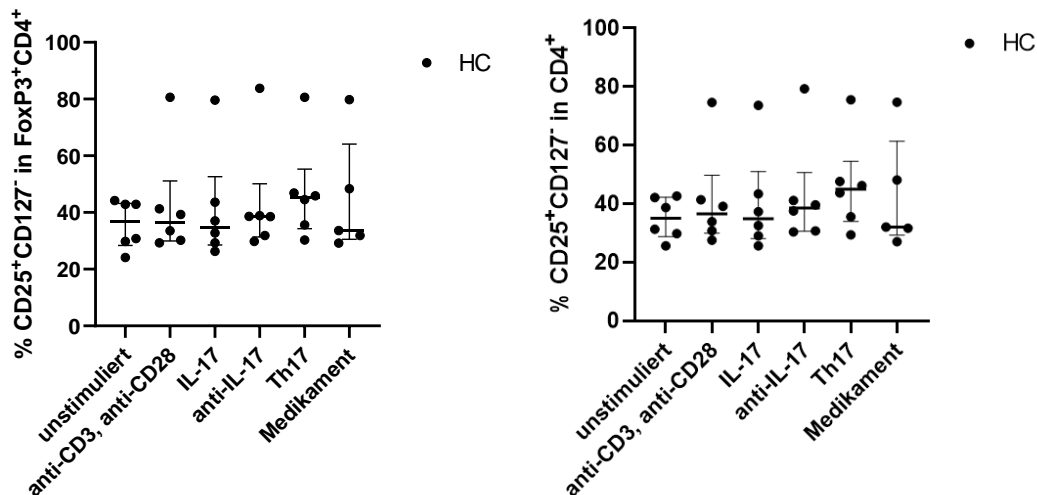 % CD25⁺CD127⁻ in FoxP3⁺CD4⁺
100
80
60
40
20
0
unstimuliert
anti-CD3, anti-CD28
IL-17
anti-IL-17
Th17
Medikament
HC
% CD25⁺CD127⁻ in CD4⁺
100
80
60
40
20
0
unstimuliert
anti-CD3, anti-CD28
IL-17
anti-IL-17
Th17
Medikament
HC